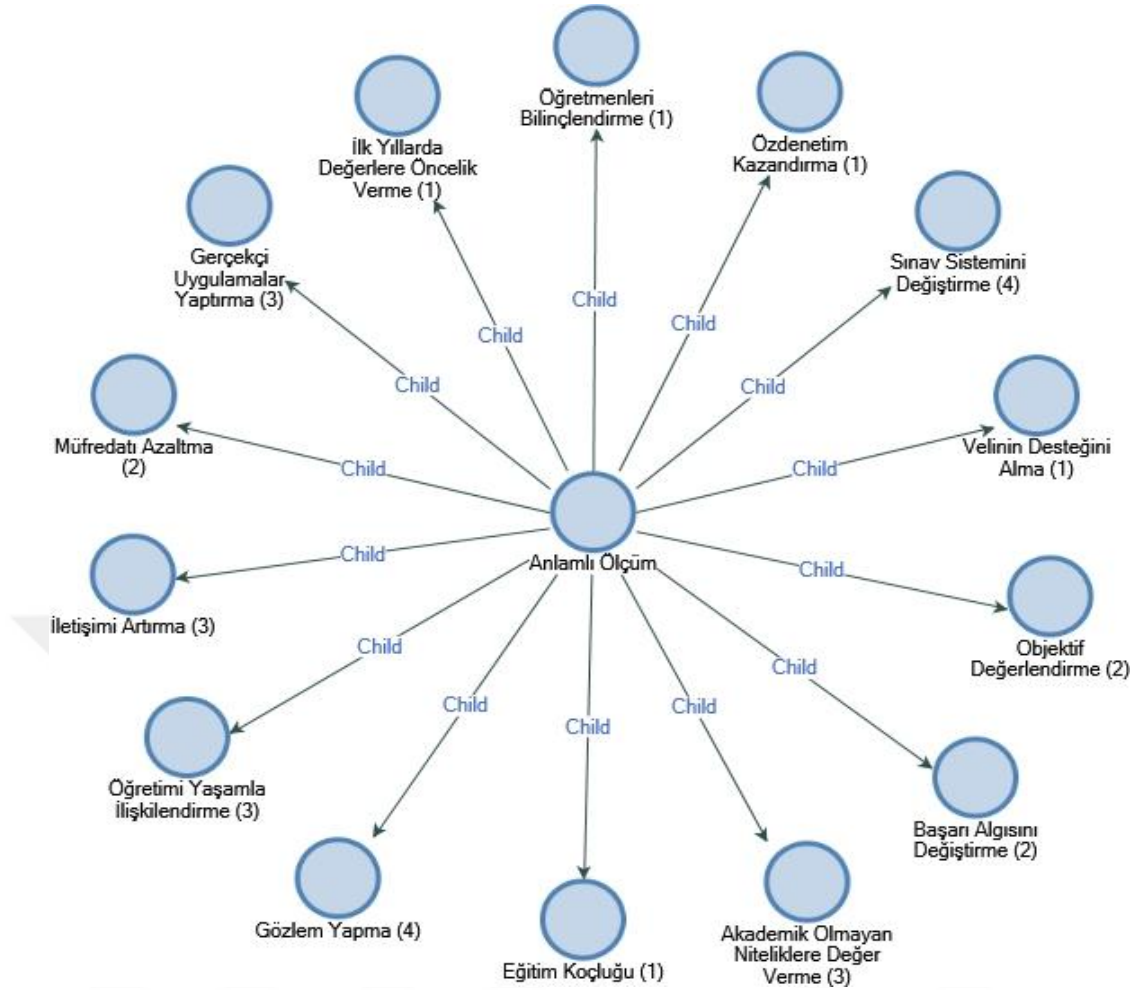 Öğretmenleri
Bilinçlendirme (1)
Özdenetim
Kazandırma (1)
İlk Yıllarda
Değerlere Öncelik
Verme (1)
Sınav Sistemini
Değiştirme (4)
Gerçekçi
Uygulamalar
Yaptırma (3)
Child
Child
Child
Child
Child
Velinin Desteğini
Alma (1)
Müfredatı Azaltma
(2)
Child
Child
Anlamlı Ölçüm
Child
Child
İletişimi Artırma (3)
Objektif
Değerlendirme (2)
Child
Child
Child
Child
Child
Öğretimi Yaşamla
İlişkilendirme (3)
Başarı Algısını
Değiştirme (2)
Gözlem Yapma (4)
Akademik Olmayan
Niteliklere Değer
Verme (3)
Eğitim Koçluğu (1)